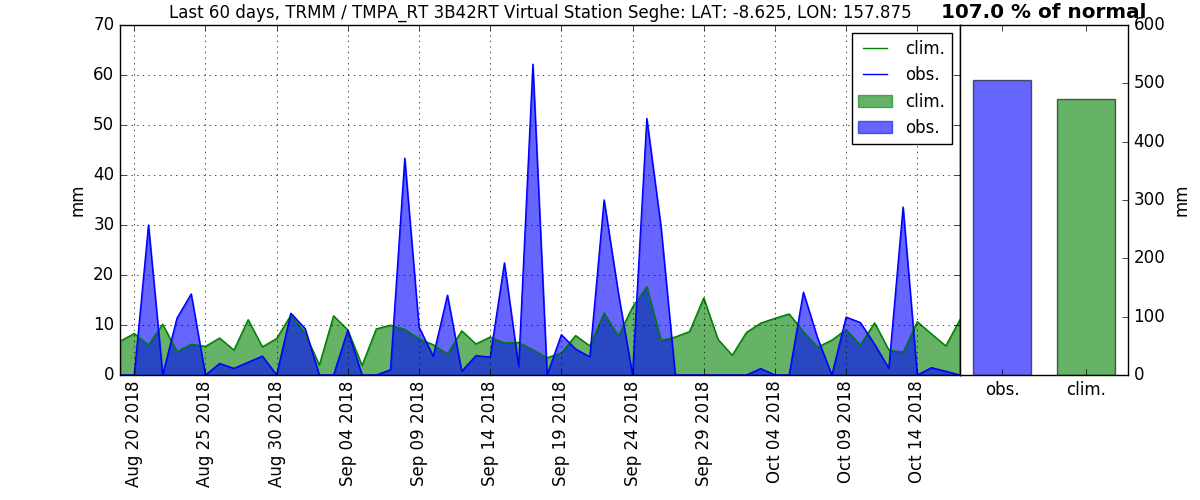 Last 60 days, TRMM / TMPA_RT 3B42RT Virtual Station Seghe: LAT: -8.625, LON: 157.875
107.0 % of normal
70
60
50
40
30
20
10
0
mm
clim.
obs.
clim.
obs.
600
500
400
300
200
100
0
mm
Aug 20 2018
Aug 25 2018
Aug 30 2018
Sep 04 2018
Sep 09 2018
Sep 14 2018
Sep 19 2018
Sep 24 2018
Sep 29 2018
Oct 04 2018
Oct 09 2018
Oct 14 2018
obs.
clim.